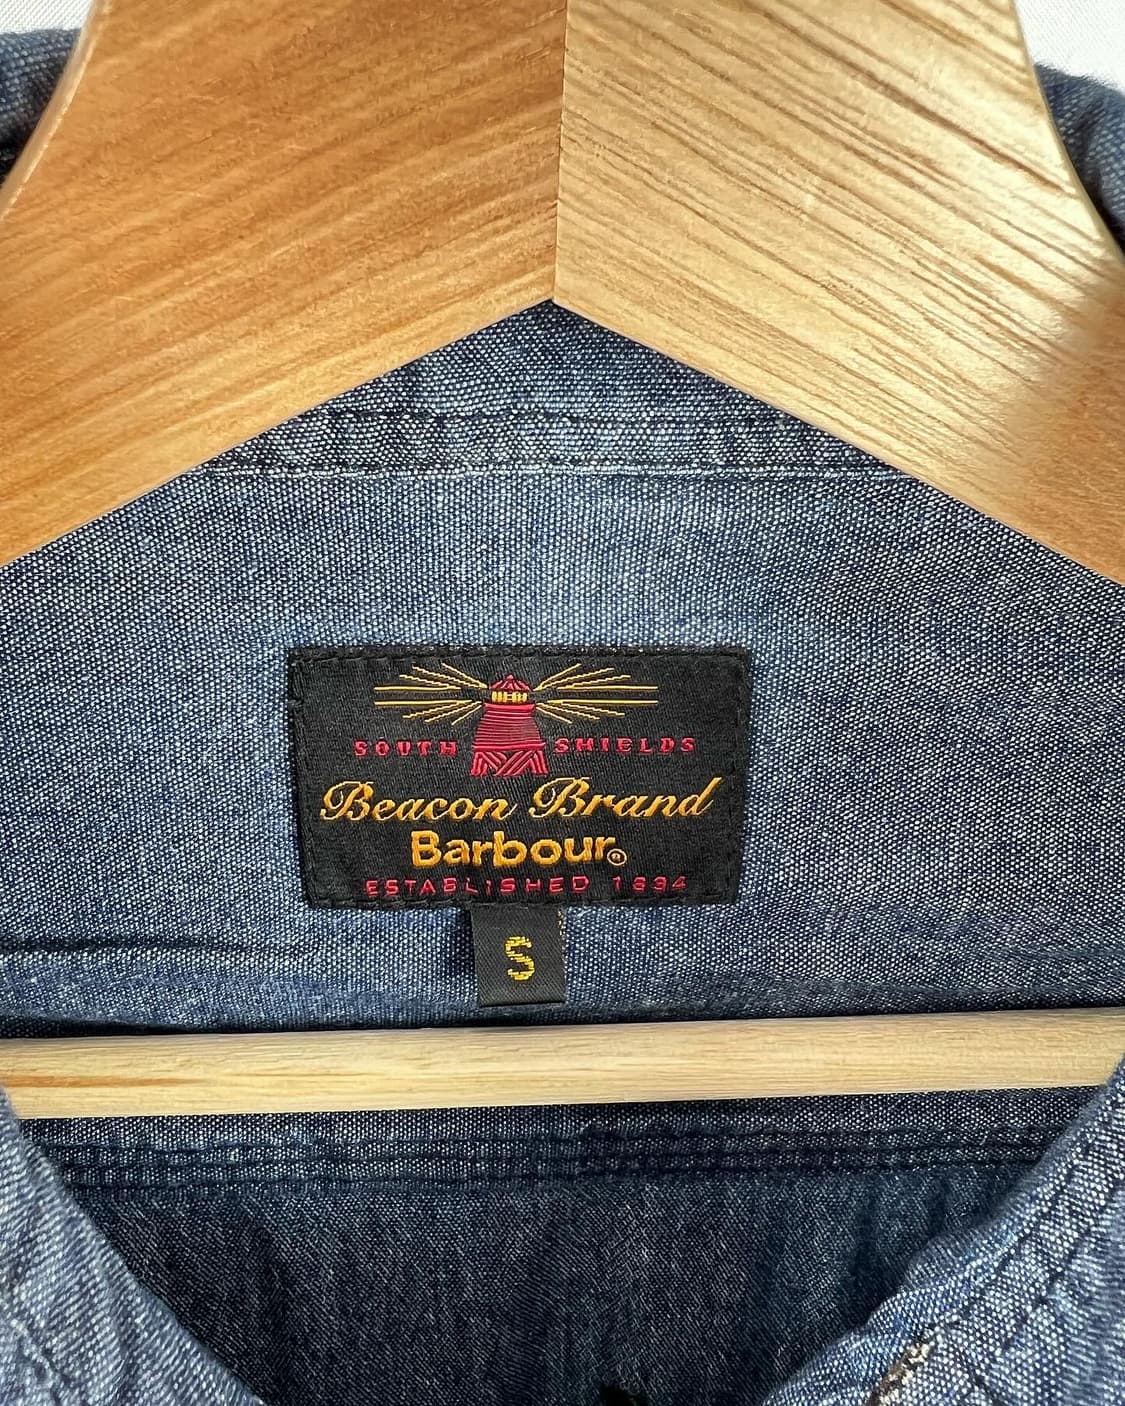 SOUTH SHIELDS
Beacon Brand
Barbour®
ESTABLISHED 1894
S